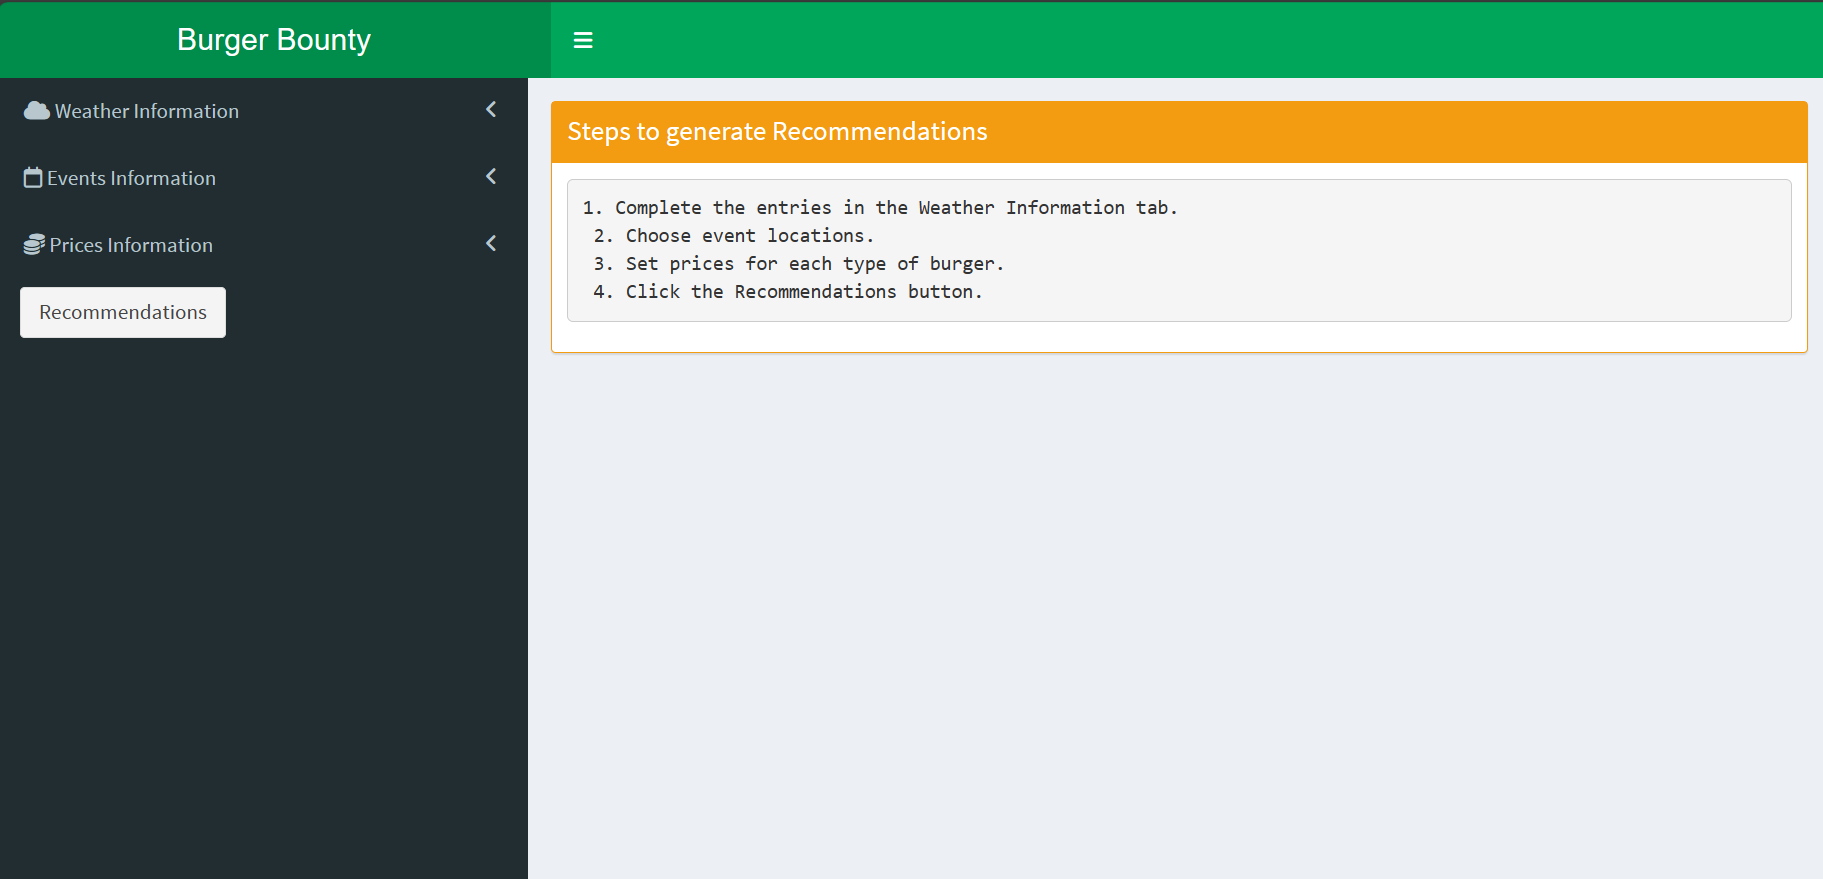 Burger Bounty
Weather Information
Events Information
Prices Information
Recommendations
Steps to generate Recommendations
1. Complete the entries in the Weather Information tab.
2. Choose event locations.
3. Set prices for each type of burger.
4. Click the Recommendations button.